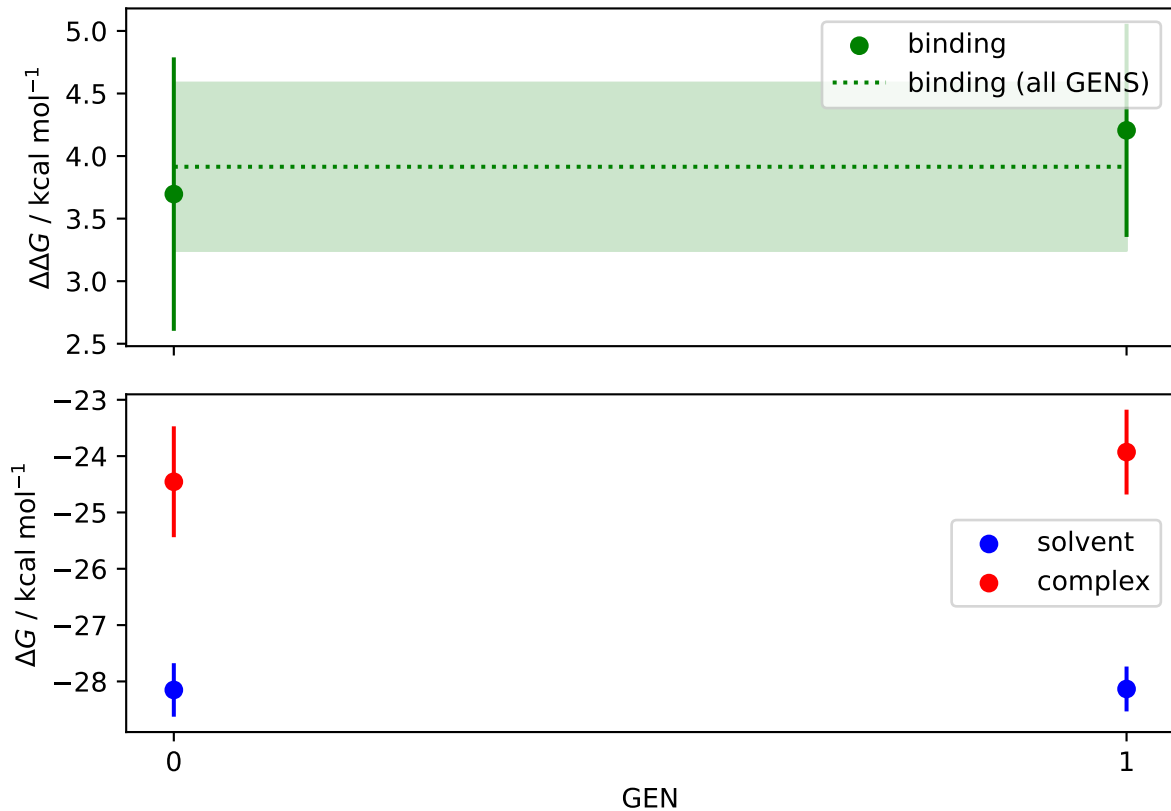 5.0
4.5
4.0
3.5
3.0
2.5
ΔΔG / kcal mol⁻¹
binding
binding (all GENS)
−23
−24
−25
−26
−27
−28
ΔG / kcal mol⁻¹
solvent
complex
0
1
GEN